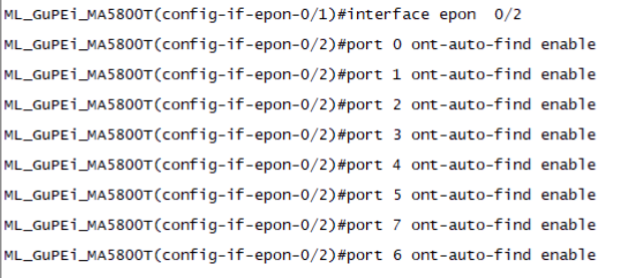 ML_GuPEi_MA5800T(config-if-epon-0/1)#interface epon  0/2
ML_GuPEi_MA5800T(config-if-epon-0/2)#port 0 ont-auto-find enable
ML_GuPEi_MA5800T(config-if-epon-0/2)#port 1 ont-auto-find enable
ML_GuPEi_MA5800T(config-if-epon-0/2)#port 2 ont-auto-find enable
ML_GuPEi_MA5800T(config-if-epon-0/2)#port 3 ont-auto-find enable
ML_GuPEi_MA5800T(config-if-epon-0/2)#port 4 ont-auto-find enable
ML_GuPEi_MA5800T(config-if-epon-0/2)#port 5 ont-auto-find enable
ML_GuPEi_MA5800T(config-if-epon-0/2)#port 7 ont-auto-find enable
ML_GuPEi_MA5800T(config-if-epon-0/2)#port 6 ont-auto-find enable